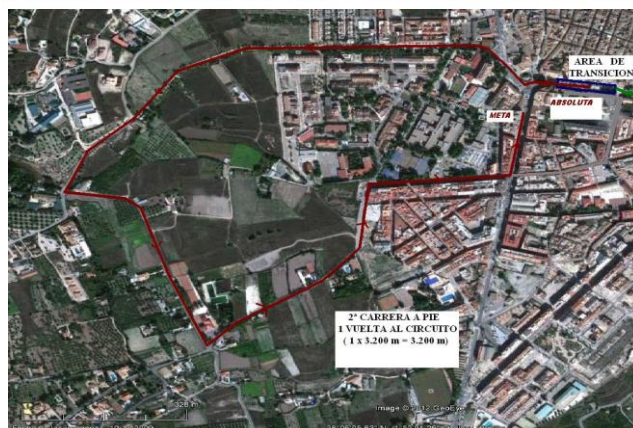 AREA DE
TRANSICION
ABSOLUTA
META
2ª CARRERA A PIE
1 VUELTA AL CIRCUITO
( 1 x 3.200 m = 3.200 m)
328 m
Image © 2012 GeoEye